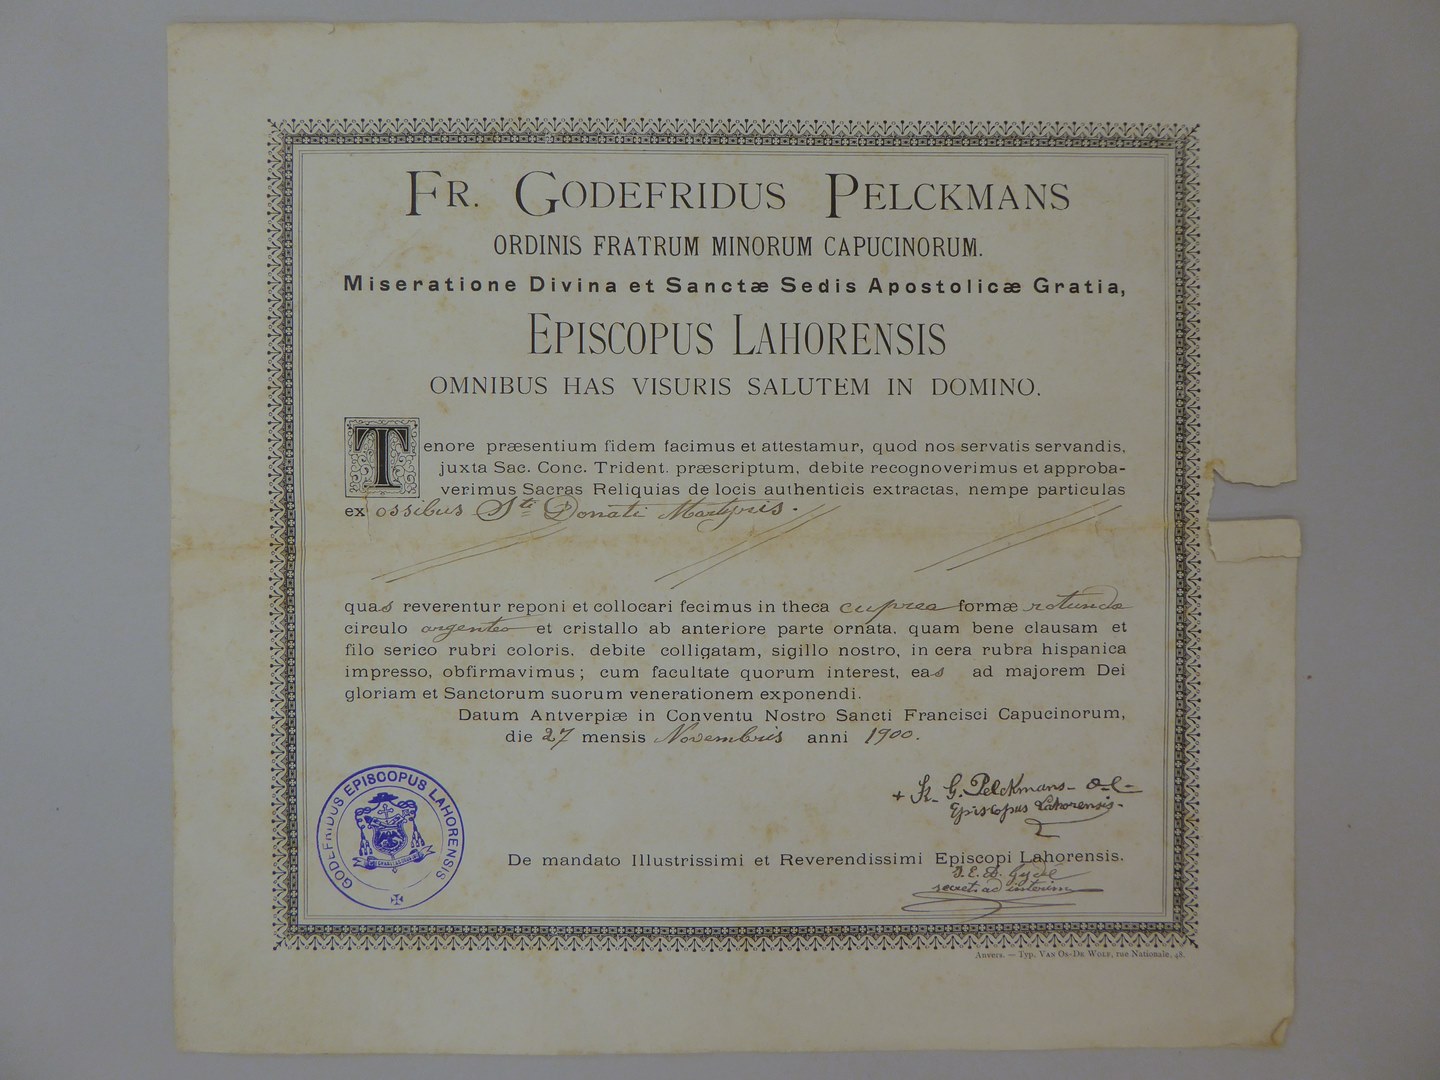 FR. GODEFRIDUS PELCKMANS
ORDINIS FRATRUM MINORUM CAPUCINORUM.
Miseratione Divina et Sanctæ Sedis Apostolicæ Gratia,
EPISCOPUS LAHORENSIS
OMNIBUS HAS VISURIS SALUTEM IN DOMINO.
Tenore præsentium fidem facimus et attestamur, quod nos servatis servandis,
juxta Sac. Conc. Trident. præscriptum, debite recognoverimus et approba-
verimus Sacras Reliquias de locis authenticis extractas, nempe particulas
ex ossibus Sti Donati Martyris.
quas reverentur reponi et collocari fecimus in theca cuprea formæ rotunda
circulo argenteo et cristallo ab anteriore parte ornata, quam bene clausam et
filo serico rubri coloris, debite colligatam, sigillo nostro, in cera rubra hispanica
impresso, obfirmavimus; cum facultate quorum interest, eas ad majorem Dei
gloriam et Sanctorum suorum venerationem exponendi.
Datum Antverpiæ in Conventu Nostro Sancti Francisci Capucinorum,
die 27 mensis Novembris anni 1900.
+ fr. G. Pelckmans
Episcopus Lahorensis
GODEFRIDUS EPISCOPUS LAHORENSIS
De mandato Illustrissimi et Reverendissimi Episcopi Lahorensis.
secret. ad interim
Anvers. — Typ. VAN OS-DE WOLF, rue Nationale, 48.